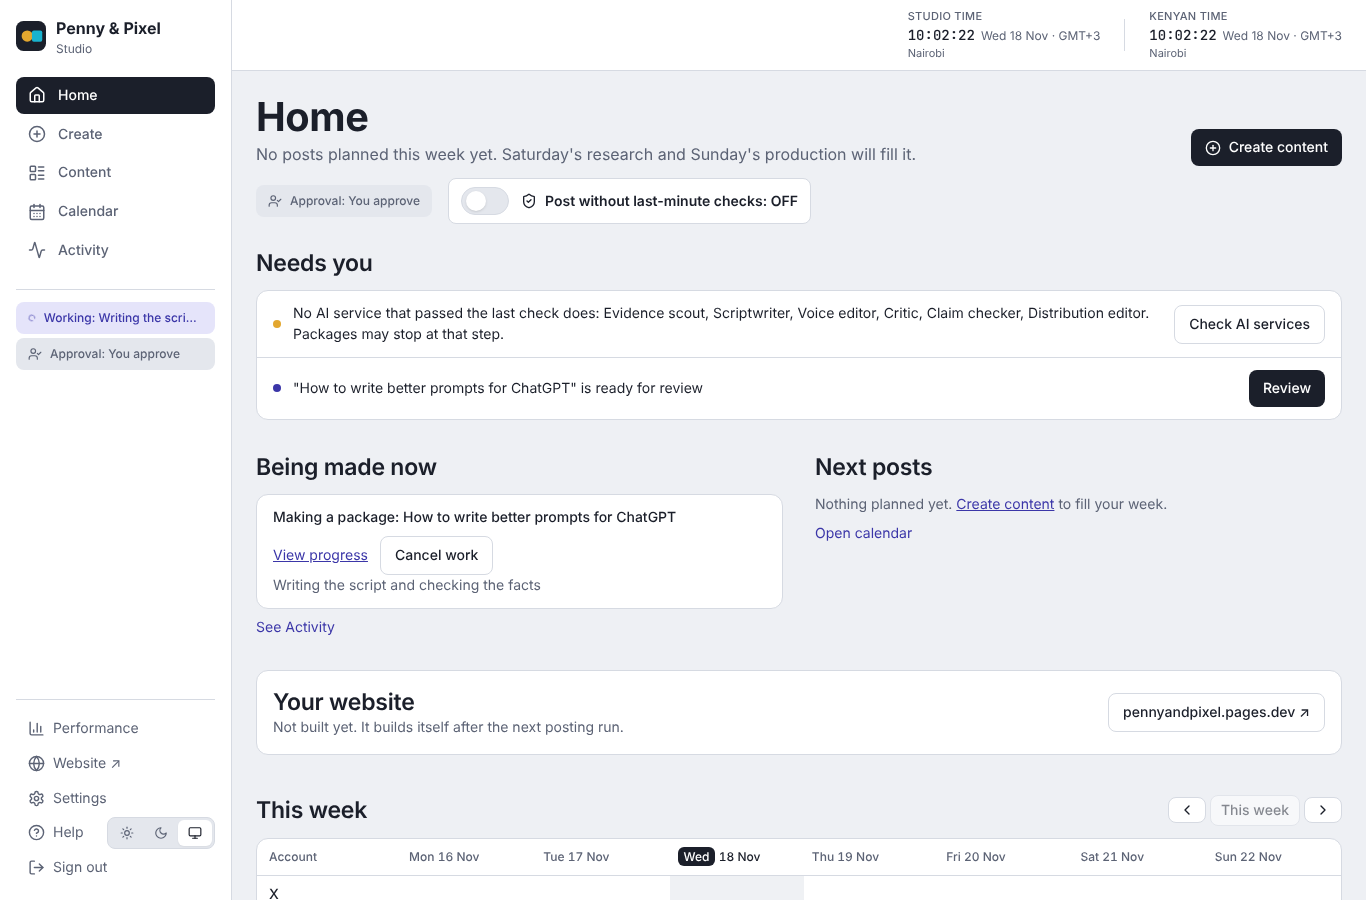 Penny & Pixel
Studio
Home
Create
Content
Calendar
Activity
Working: Writing the scri...
Approval: You approve
Performance
Website ↗
Settings
Help
Sign out
STUDIO TIME
10:02:22 Wed 18 Nov · GMT+3
Nairobi
KENYAN TIME
10:02:22 Wed 18 Nov · GMT+3
Nairobi
Home
No posts planned this week yet. Saturday's research and Sunday's production will fill it.
Create content
Approval: You approve
Post without last-minute checks: OFF
Needs you
No AI service that passed the last check does: Evidence scout, Scriptwriter, Voice editor, Critic, Claim checker, Distribution editor.
Packages may stop at that step.
Check AI services
"How to write better prompts for ChatGPT" is ready for review
Review
Being made now
Making a package: How to write better prompts for ChatGPT
View progress
Cancel work
Writing the script and checking the facts
See Activity
Next posts
Nothing planned yet. Create content to fill your week.
Open calendar
Your website
Not built yet. It builds itself after the next posting run.
pennyandpixel.pages.dev ↗
This week
This week
Account
Mon 16 Nov
Tue 17 Nov
Wed 18 Nov
Thu 19 Nov
Fri 20 Nov
Sat 21 Nov
Sun 22 Nov
X